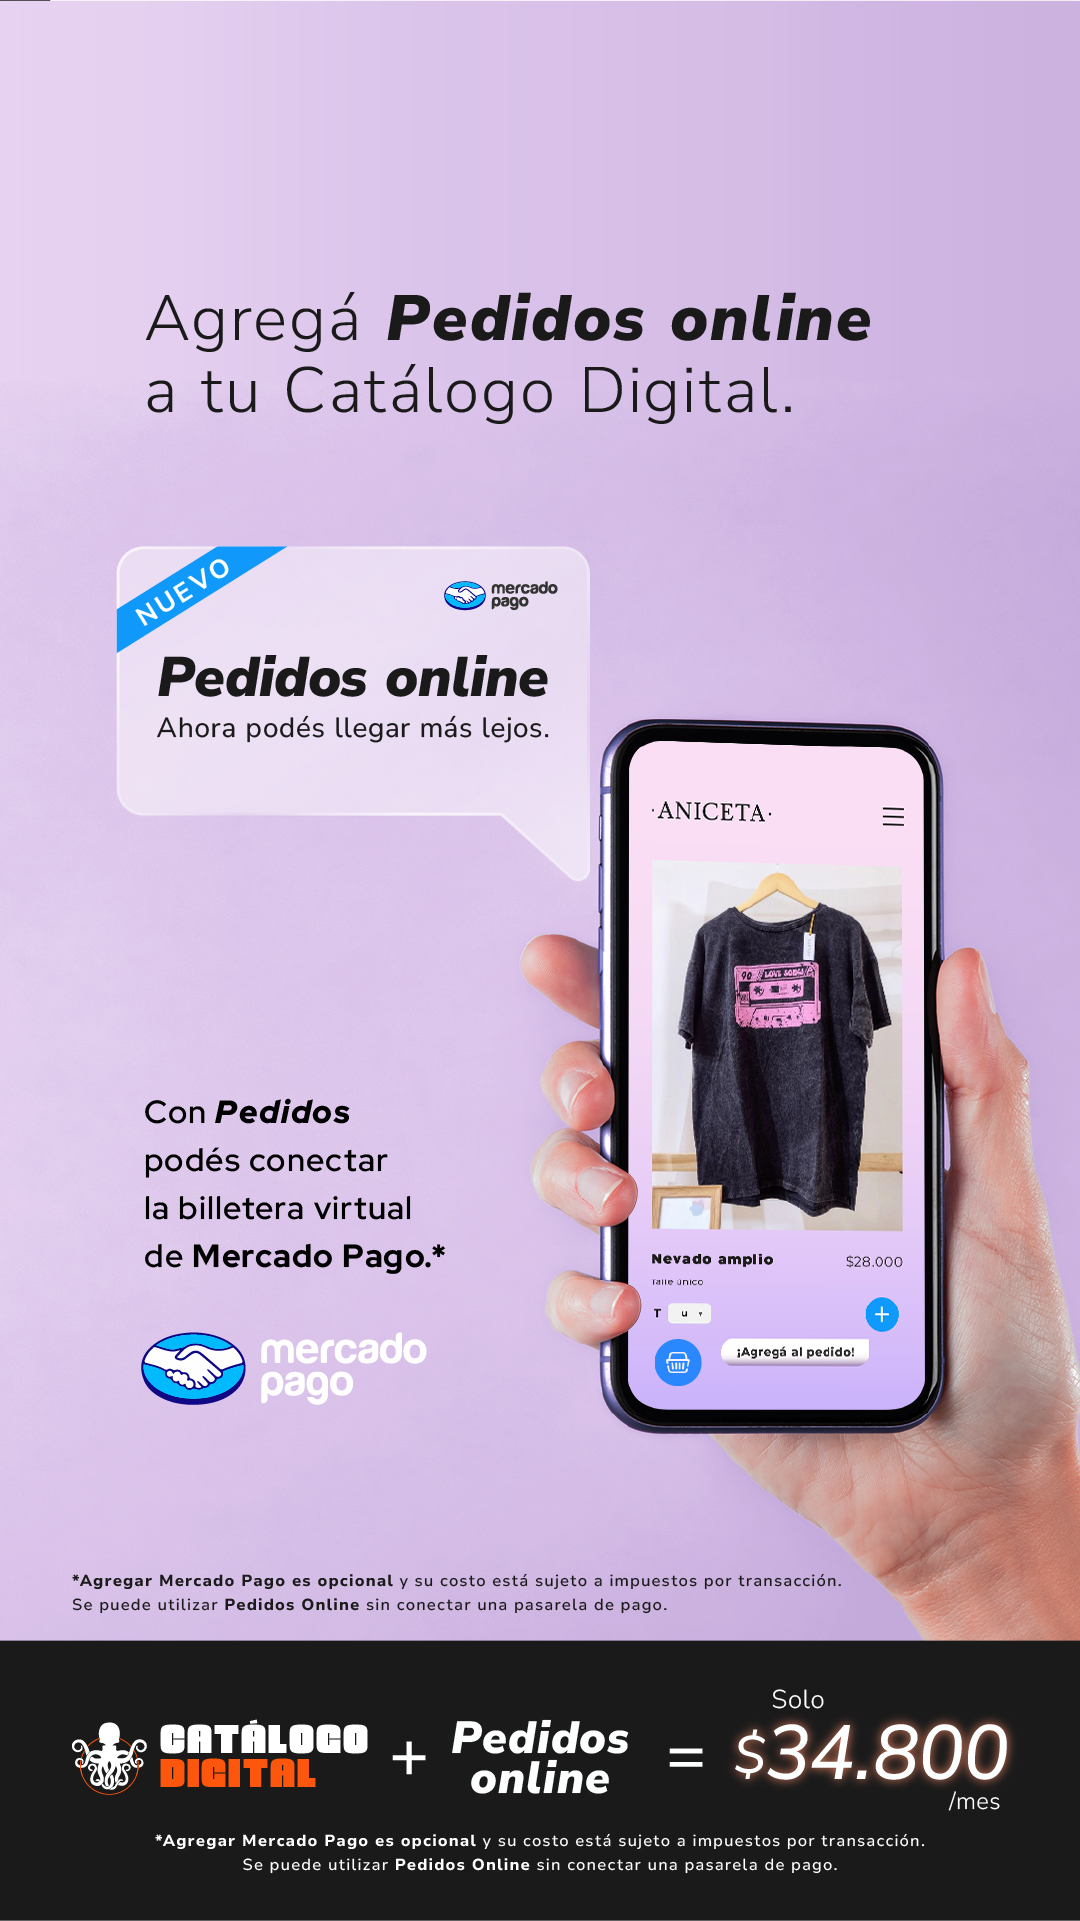 Agregá Pedidos online
a tu Catálogo Digital.
NUEVO
mercado
pago
Pedidos online
Ahora podés llegar más lejos.
·ANICETA·
90 LOVE SONGS
Nevado amplio $28.000
Talle único
T u
¡Agregá al pedido!
Con Pedidos
podés conectar
la billetera virtual
de Mercado Pago.*
mercado
pago
*Agregar Mercado Pago es opcional y su costo está sujeto a impuestos por transacción.
Se puede utilizar Pedidos Online sin conectar una pasarela de pago.
CATÁLOGO
DIGITAL
+
Pedidos
online
=
Solo
$34.800
/mes
*Agregar Mercado Pago es opcional y su costo está sujeto a impuestos por transacción.
Se puede utilizar Pedidos Online sin conectar una pasarela de pago.